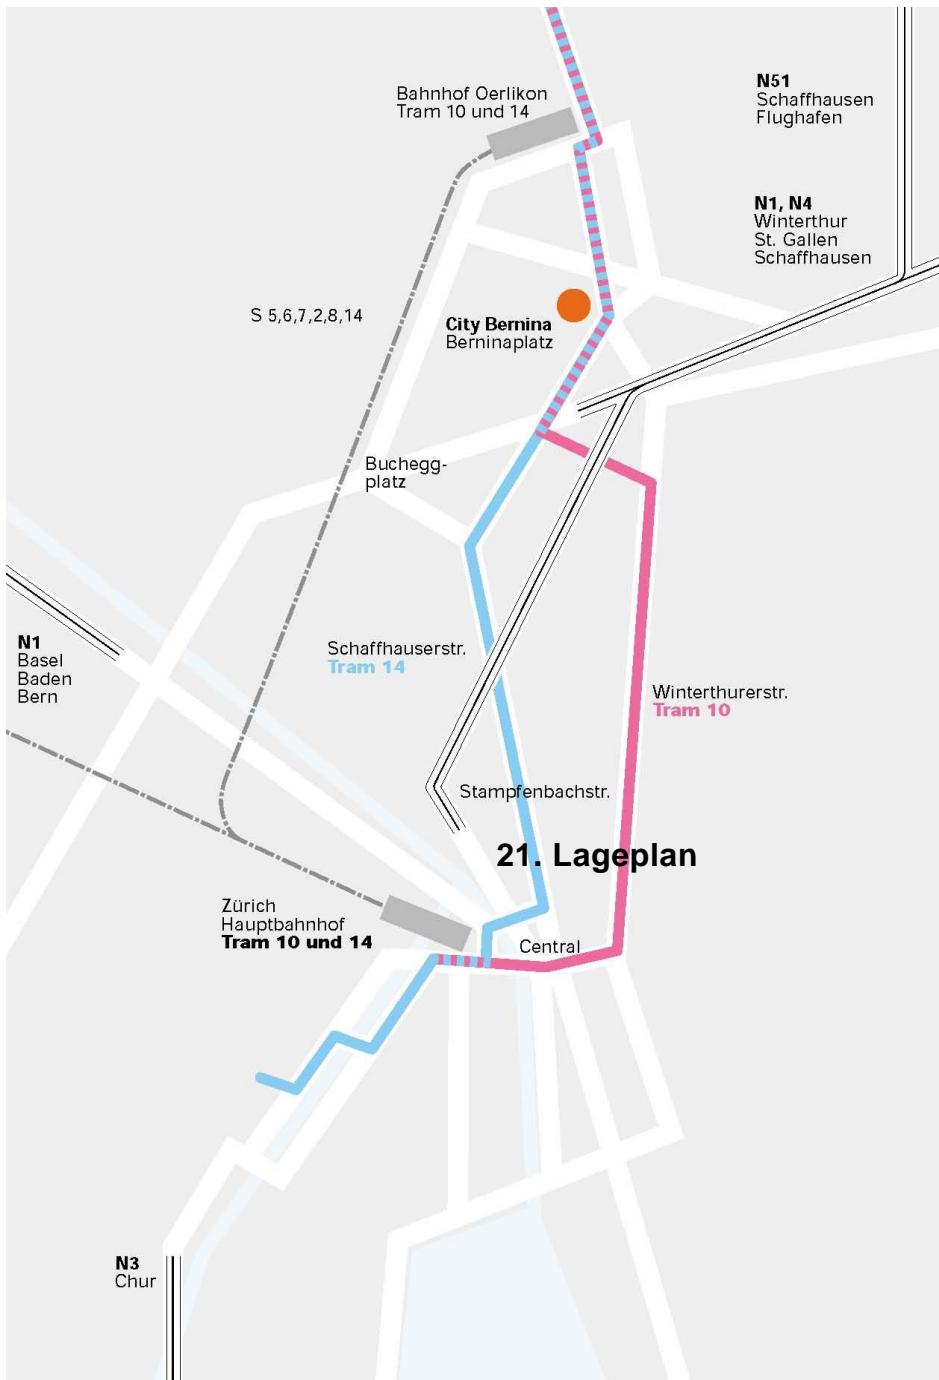 Bahnhof Oerlikon
Tram 10 und 14
N51
Schaffhausen
Flughafen
N1, N4
Winterthur
St. Gallen
Schaffhausen
S 5,6,7,2,8,14
City Bernina
Berninaplatz
Buchegg-
platz
N1
Basel
Baden
Bern
Schaffhauserstr.
Tram 14
Winterthurerstr.
Tram 10
Stampfenbachstr.
21. Lageplan
Zürich
Hauptbahnhof
Tram 10 und 14
Central
N3
Chur